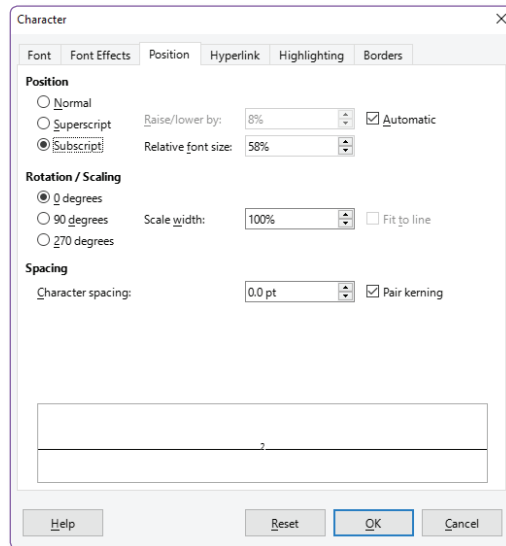 Character
Font Font Effects Position Hyperlink Highlighting Borders
Position
Normal
Superscript Raise/lower by: 8% Automatic
Subscript Relative font size: 58%
Rotation / Scaling
0 degrees
90 degrees Scale width: 100% Fit to line
270 degrees
Spacing
Character spacing: 0.0 pt Pair kerning
2
Help Reset OK Cancel